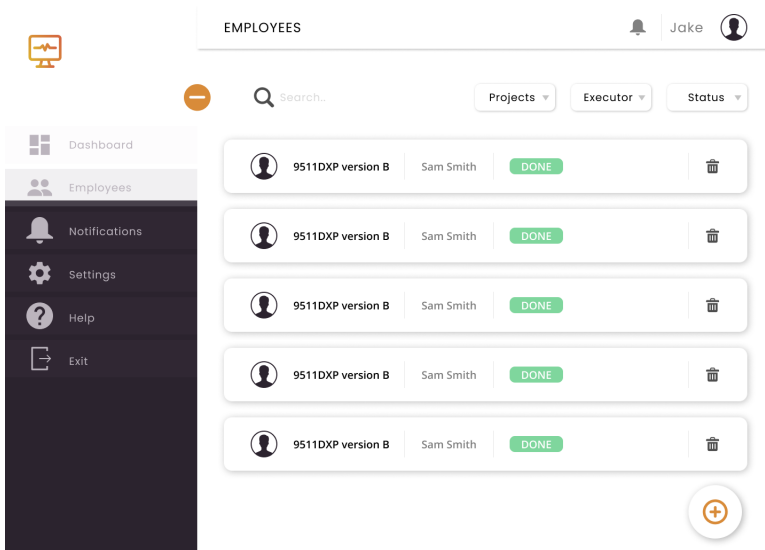 EMPLOYEES
Jake
Search..
Projects
Executor
Status
Dashboard
Employees
Notifications
Settings
Help
Exit
9511DXP version B Sam Smith DONE
9511DXP version B Sam Smith DONE
9511DXP version B Sam Smith DONE
9511DXP version B Sam Smith DONE
9511DXP version B Sam Smith DONE